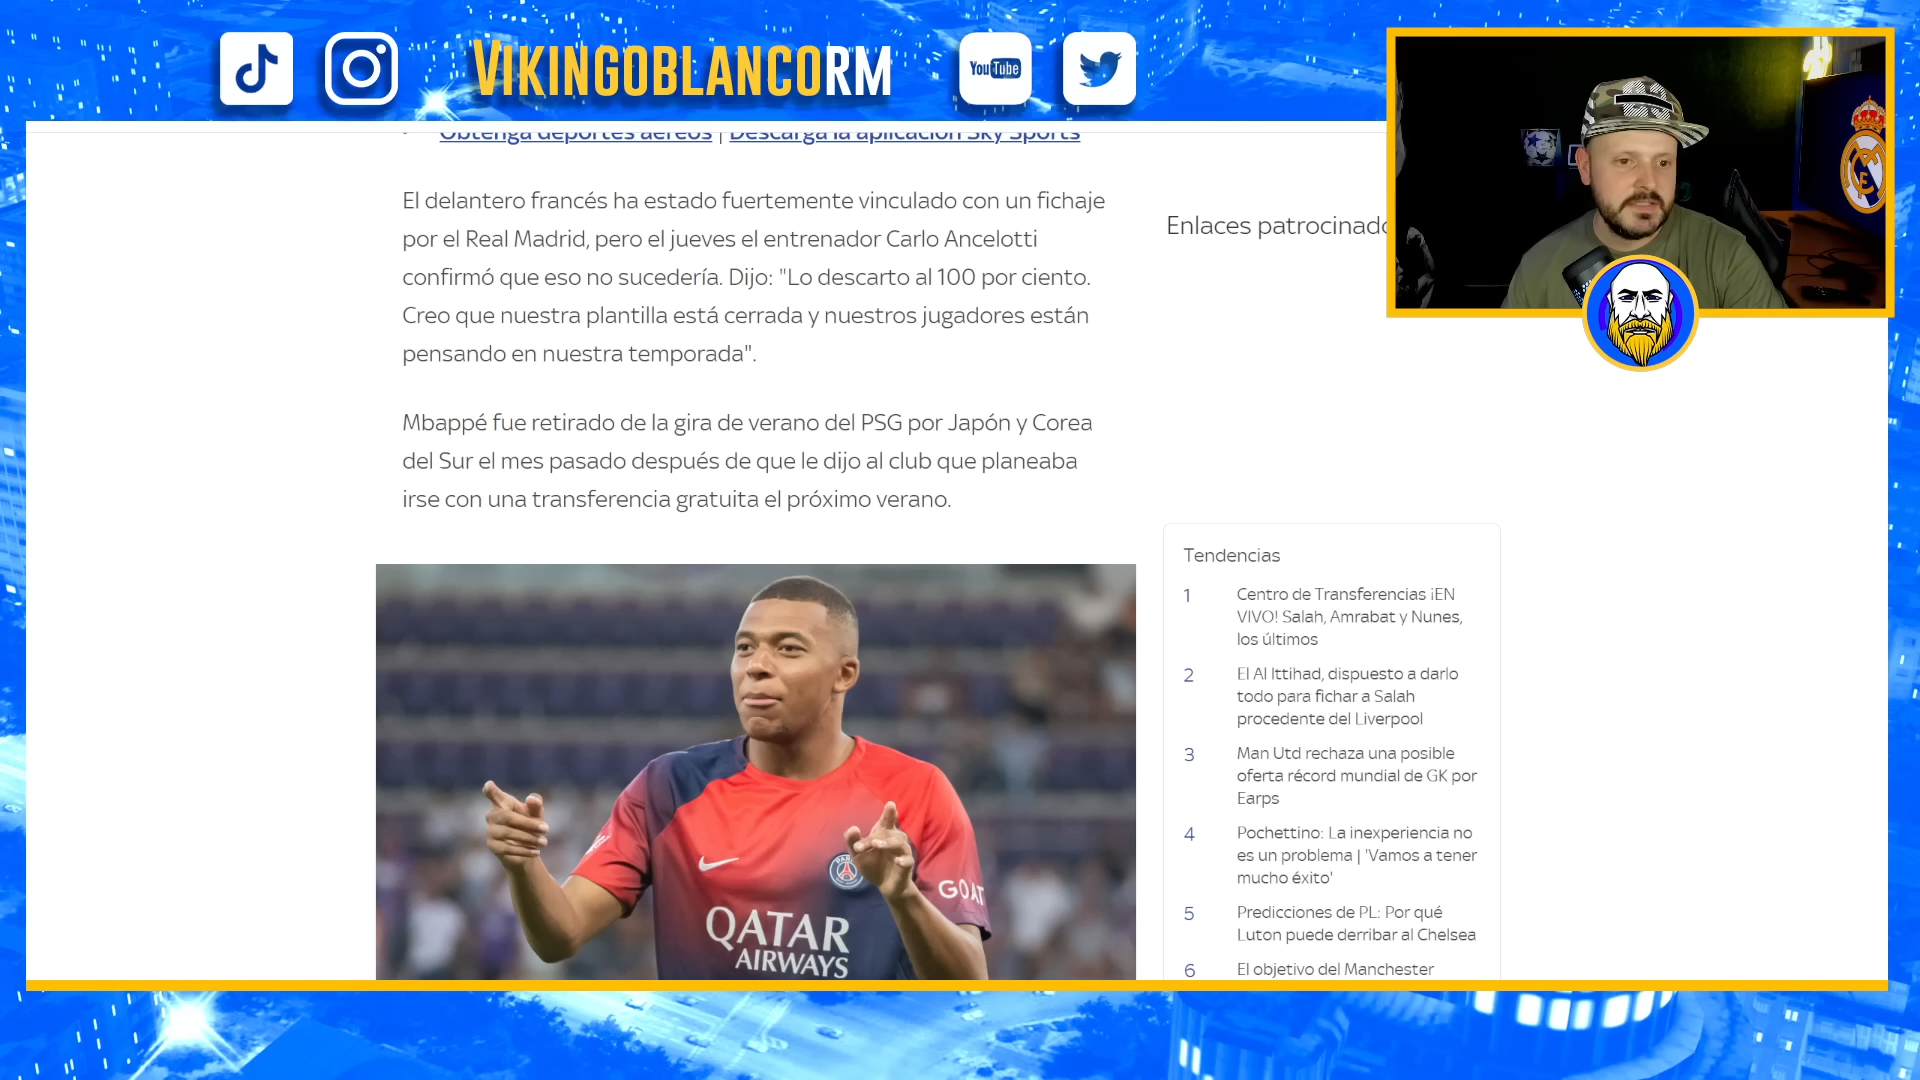 VIKINGOBLANCORM
You Tube
Obtenga deportes aéreos | Descarga la aplicación Sky Sports
El delantero francés ha estado fuertemente vinculado con un fichaje
por el Real Madrid, pero el jueves el entrenador Carlo Ancelotti
confirmó que eso no sucedería. Dijo: "Lo descarto al 100 por ciento.
Creo que nuestra plantilla está cerrada y nuestros jugadores están
pensando en nuestra temporada".
Mbappé fue retirado de la gira de verano del PSG por Japón y Corea
del Sur el mes pasado después de que le dijo al club que planeaba
irse con una transferencia gratuita el próximo verano.
GOAT
QATAR
AIRWAYS
PARIS
Enlaces
Tendencias
1 Centro de Transferencias ¡EN
VIVO! Salah, Amrabat y Nunes,
los últimos
2 El Al Ittihad, dispuesto a darlo
todo para fichar a Salah
procedente del Liverpool
3 Man Utd rechaza una posible
oferta récord mundial de GK por
Earps
4 Pochettino: La inexperiencia no
es un problema | 'Vamos a tener
mucho éxito'
5 Predicciones de PL: Por qué
Luton puede derribar al Chelsea
6 El objetivo del Manchester